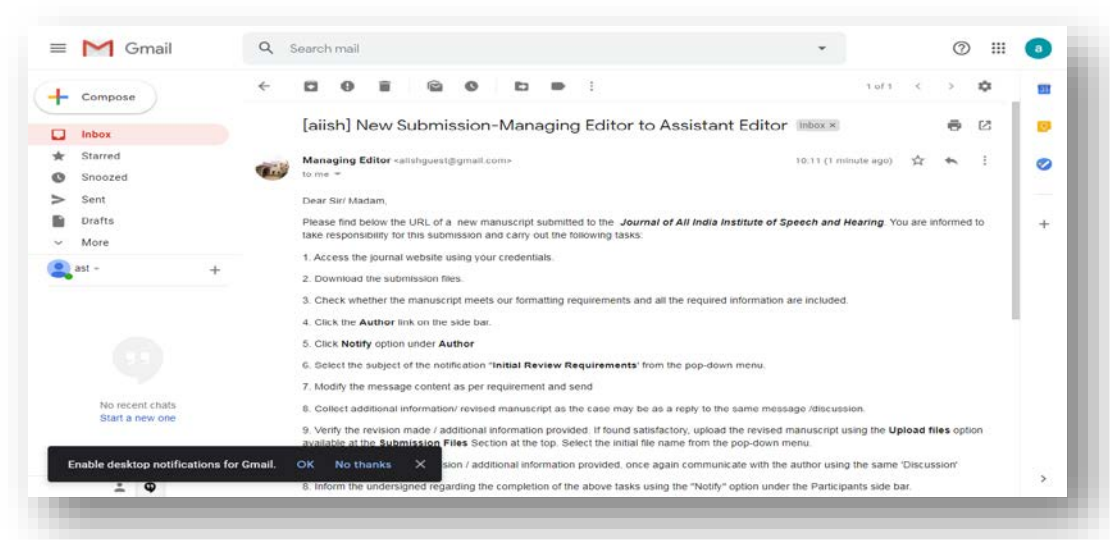 Gmail
Search mail
a
Compose
1 of 1
Inbox
Starred
Snoozed
Sent
Drafts
More
ast -
No recent chats
Start a new one
[aiish] New Submission-Managing Editor to Assistant Editor Inbox ×
Managing Editor <aiishguest@gmail.com> 10.11 (1 minute ago)
to me
Dear Sir/ Madam,
Please find below the URL of a new manuscript submitted to the Journal of All India Institute of Speech and Hearing. You are informed to
take responsibility for this submission and carry out the following tasks:
1. Access the journal website using your credentials.
2. Download the submission files.
3. Check whether the manuscript meets our formatting requirements and all the required information are included.
4. Click the Author link on the side bar.
5. Click Notify option under Author
6. Select the subject of the notification "Initial Review Requirements' from the pop-down menu.
7. Modify the message content as per requirement and send
8. Collect additional information/ revised manuscript as the case may be as a reply to the same message /discussion.
9. Verify the revision made / additional information provided. If found satisfactory, upload the revised manuscript using the Upload files option
available at the Submission Files Section at the top. Select the initial file name from the pop-down menu.
sion / additional information provided, once again communicate with the author using the same 'Discussion'
8. Inform the undersigned regarding the completion of the above tasks using the "Notify" option under the Participants side bar.
Enable desktop notifications for Gmail. OK No thanks